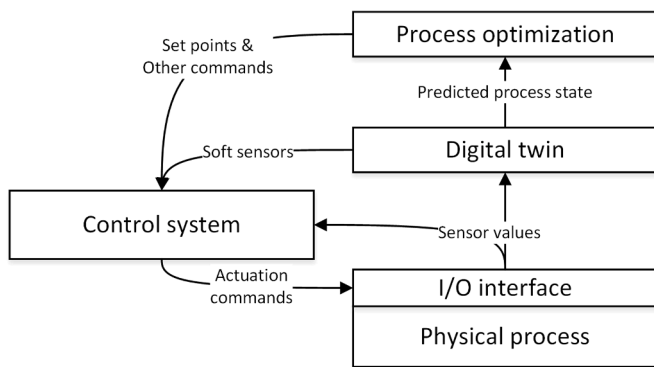 Process optimization
Set points &
Other commands
Predicted process state
Soft sensors
Digital twin
Control system
Sensor values
Actuation
commands
I/O interface
Physical process